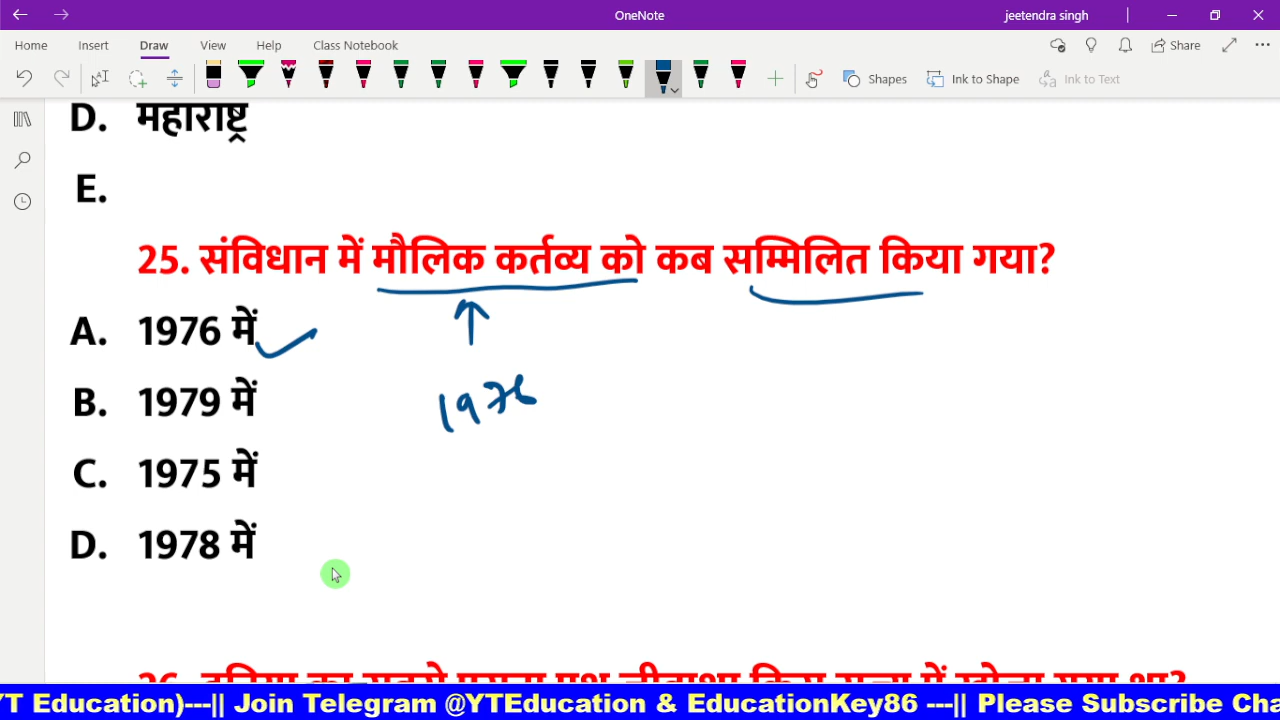 OneNote
jeetendra singh
Home Insert Draw View Help Class Notebook
Share
Shapes Ink to Shape Ink to Text
D. महाराष्ट्र
E.
25. संविधान में मौलिक कर्तव्य को कब सम्मिलित किया गया?
A. 1976 में
B. 1979 में
1976
C. 1975 में
D. 1978 में
YT Education)---|| Join Telegram @YTEducation & EducationKey86 ---|| Please Subscribe Cha